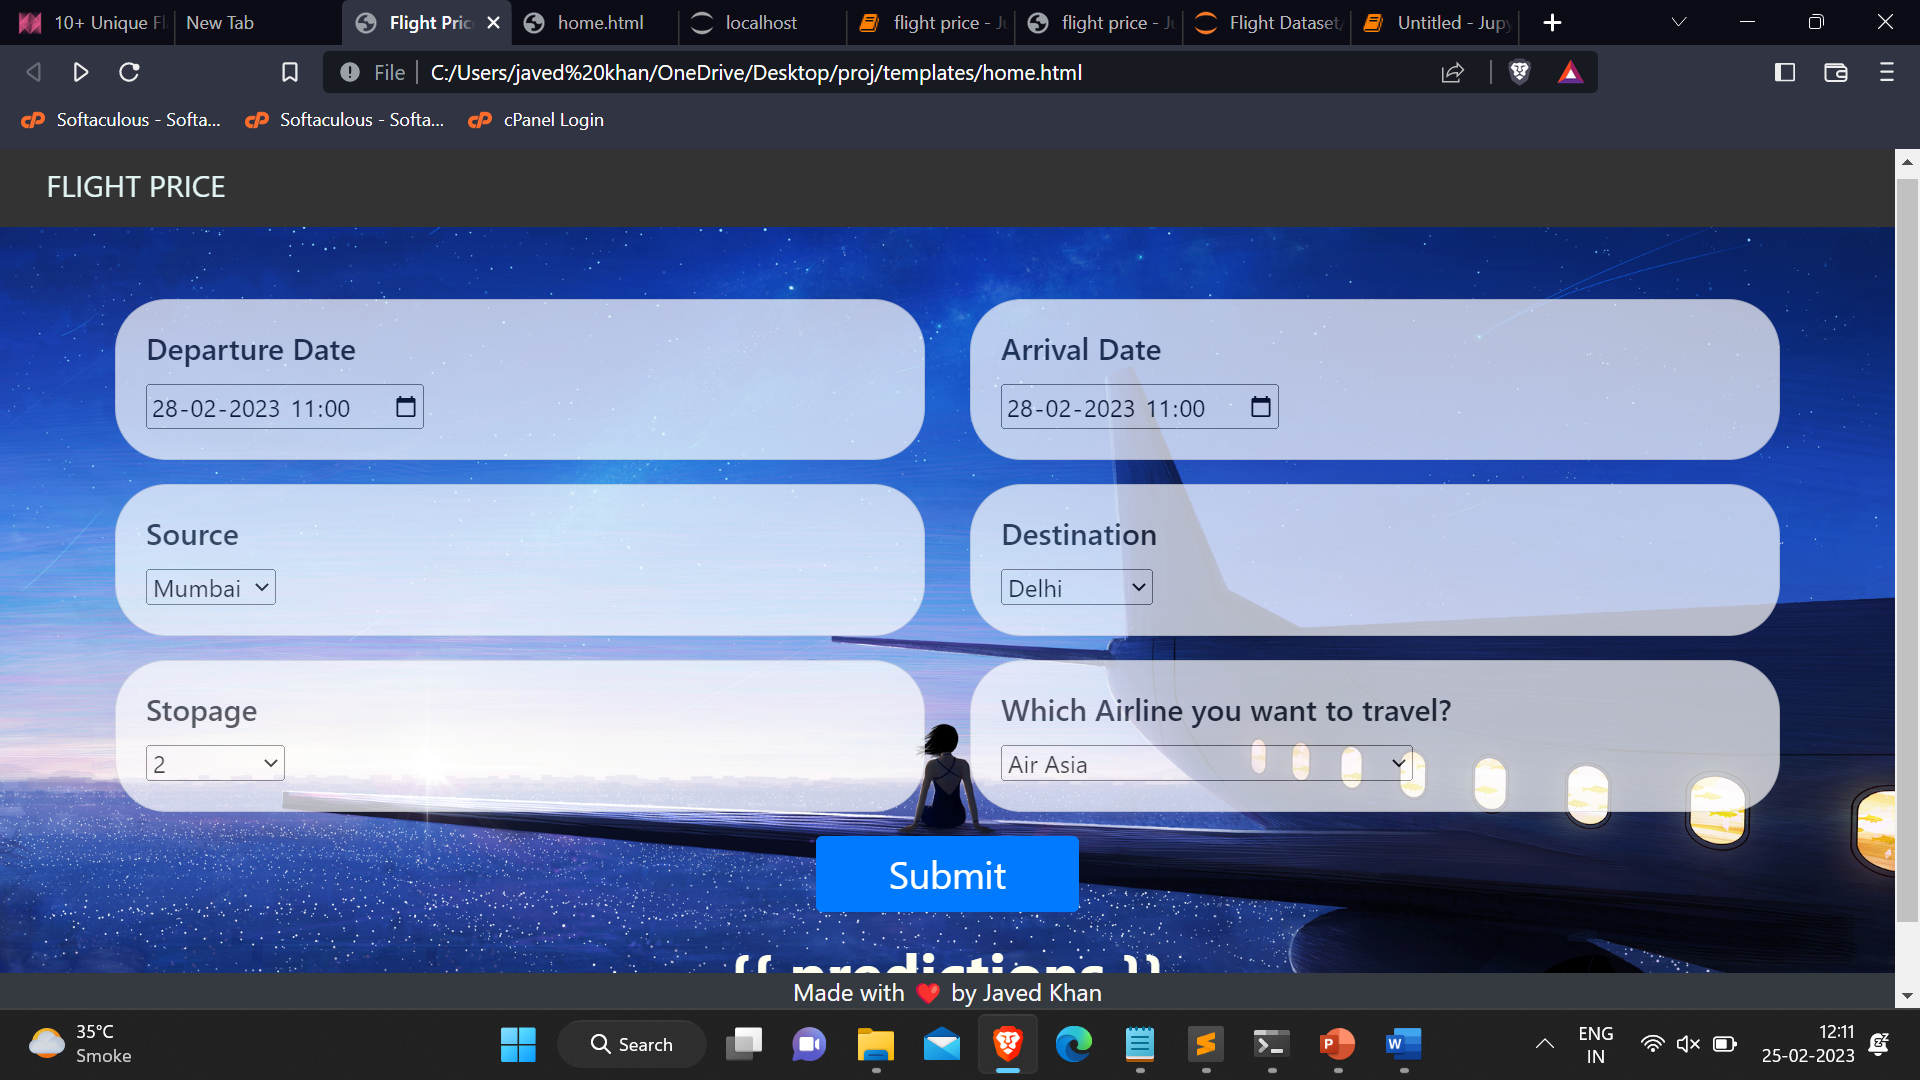 10+ Unique Fl
New Tab
Flight Pric
home.html
localhost
flight price - Ju
flight price - Ju
Flight Dataset
Untitled - Jupy
File
C:/Users/javed%20khan/OneDrive/Desktop/proj/templates/home.html
Softaculous - Softa...
Softaculous - Softa...
cPanel Login
FLIGHT PRICE
Departure Date
Arrival Date
28-02-2023 11:00
28-02-2023 11:00
Source
Destination
Mumbai
Delhi
Stopage
Which Airline you want to travel?
2
Air Asia
Submit
{{ predictions }}
Made with ❤️ by Javed Khan
35°C
Smoke
Search
ENG
IN
12:11
25-02-2023